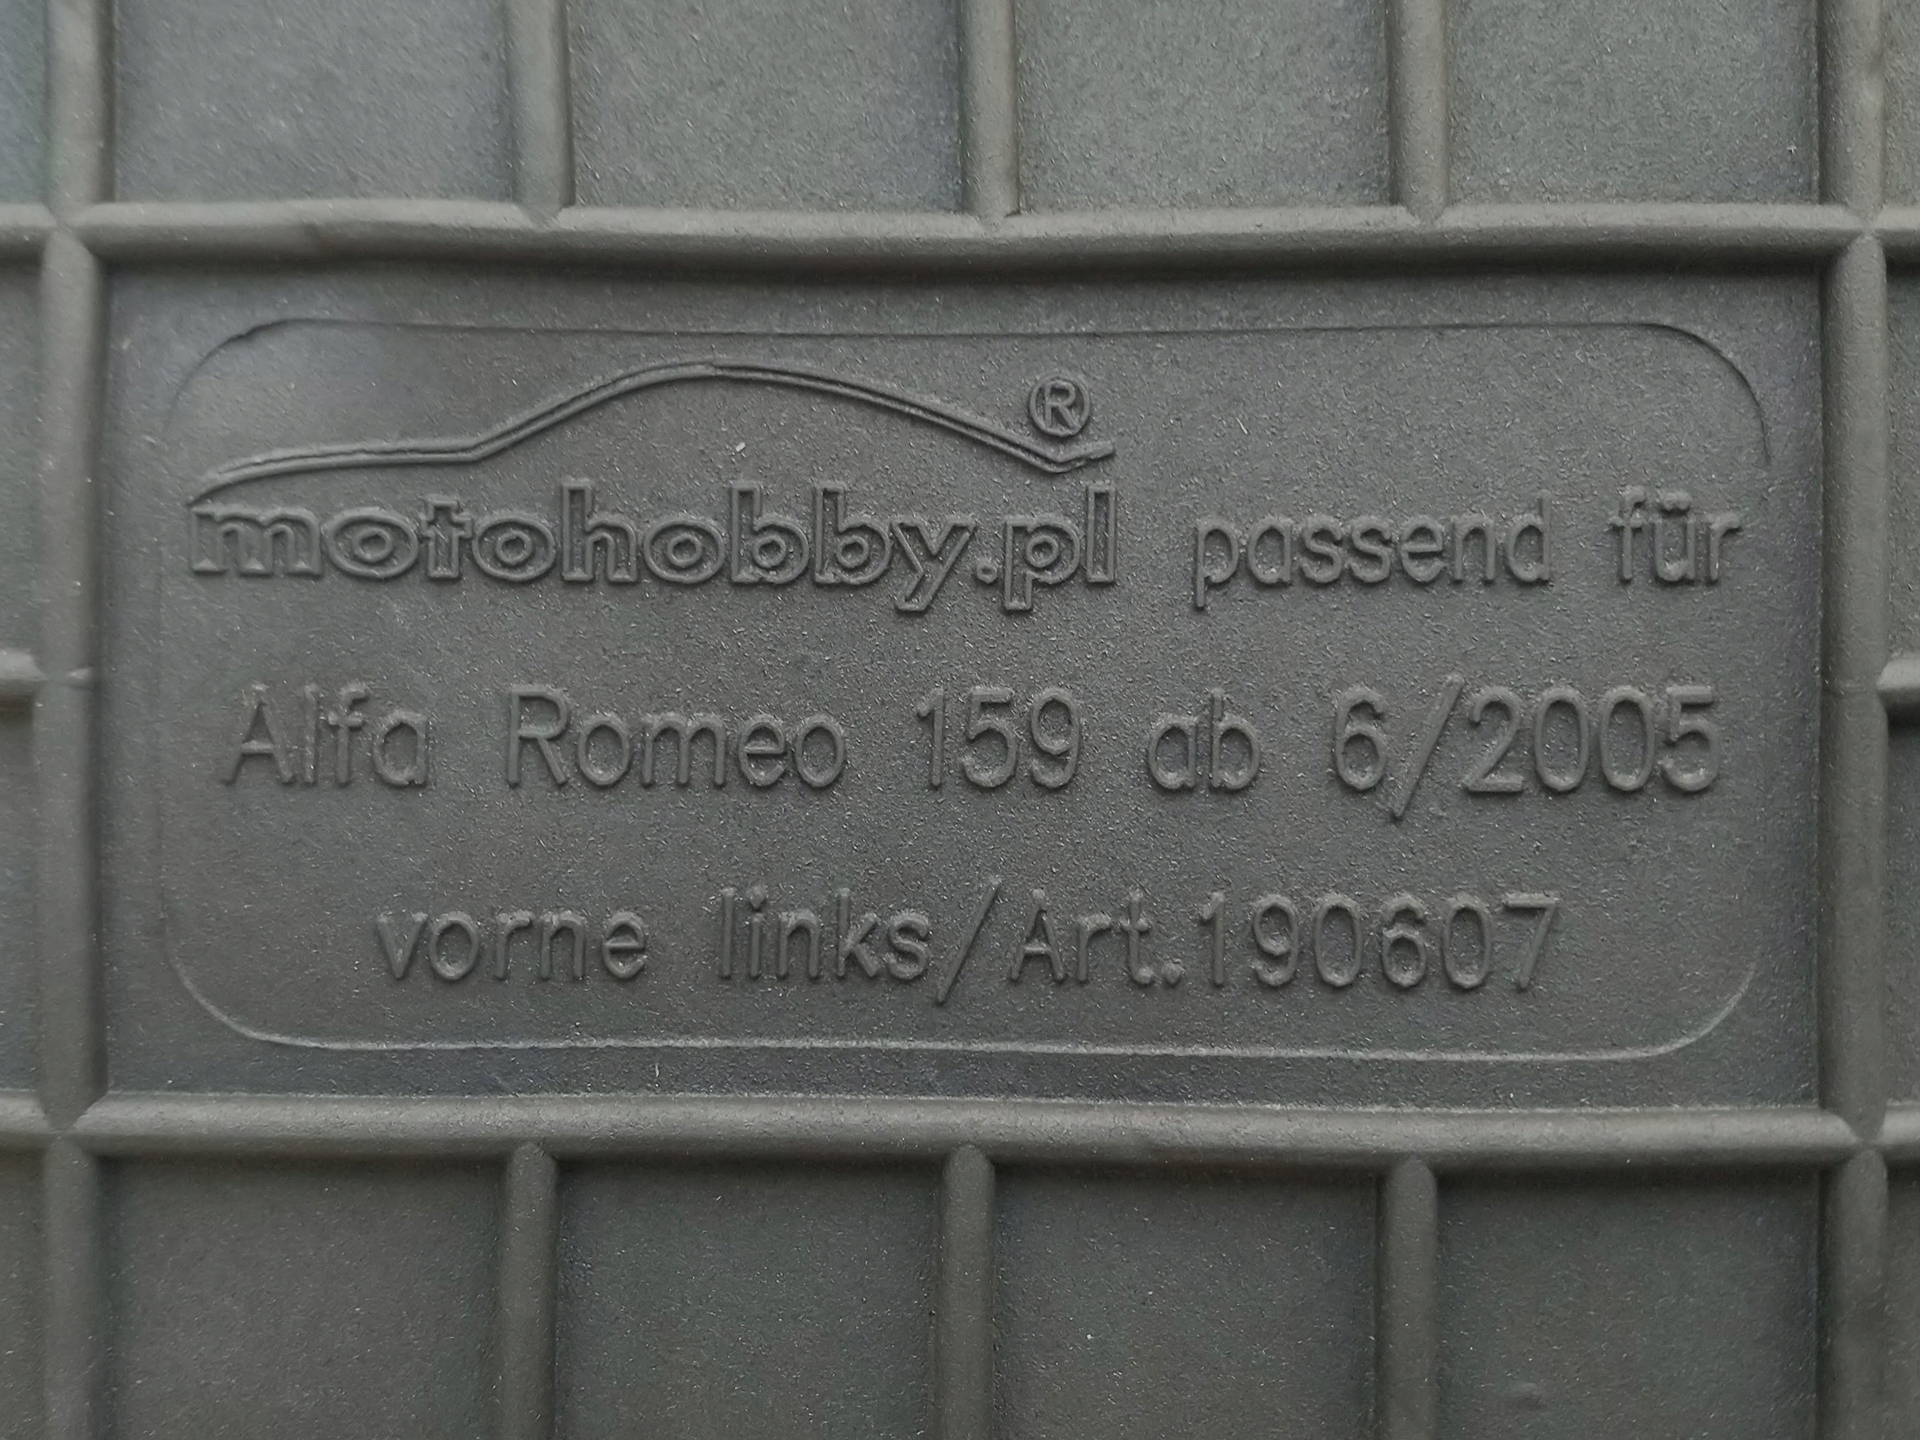 motohobby.pl® passend für
Alfa Romeo 159 ab 6/2005
vorne links/Art.190607